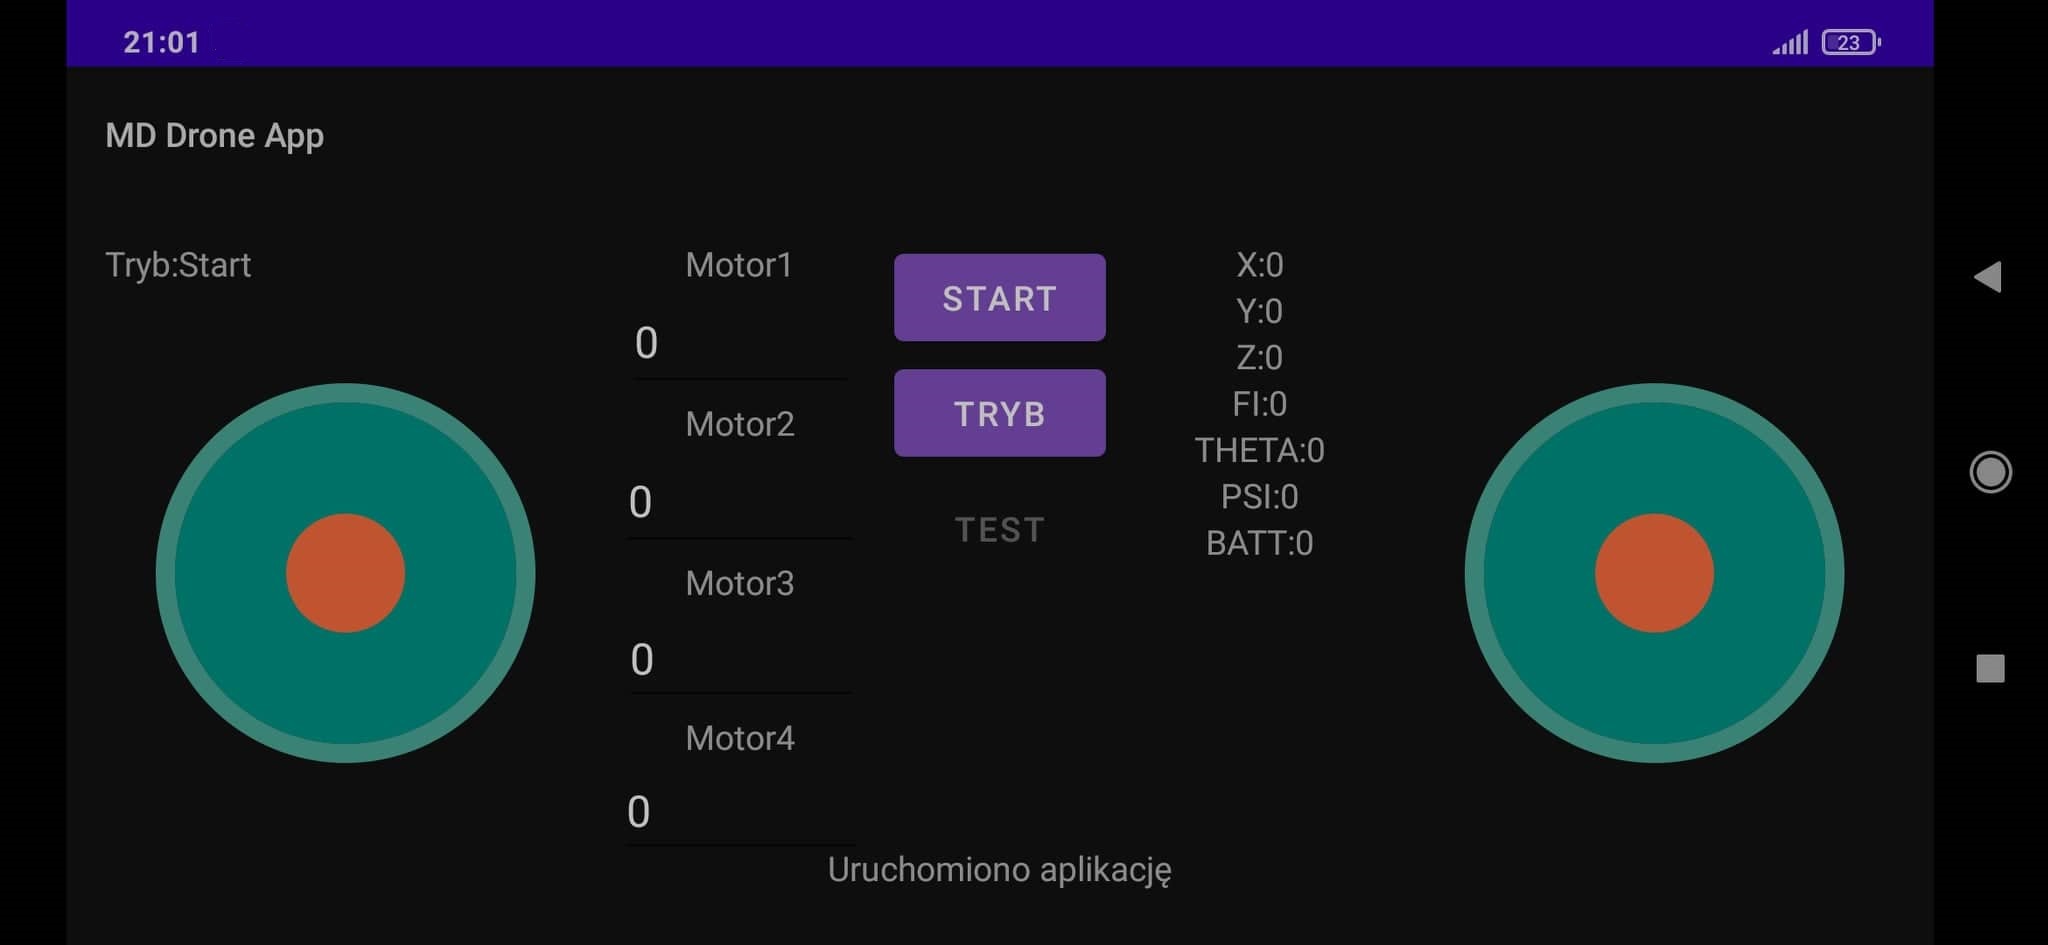 21:01
23
MD Drone App
Tryb:Start
Motor1
0
Motor2
0
Motor3
0
Motor4
0
START
TRYB
TEST
X:0
Y:0
Z:0
FI:0
THETA:0
PSI:0
BATT:0
Uruchomiono aplikację